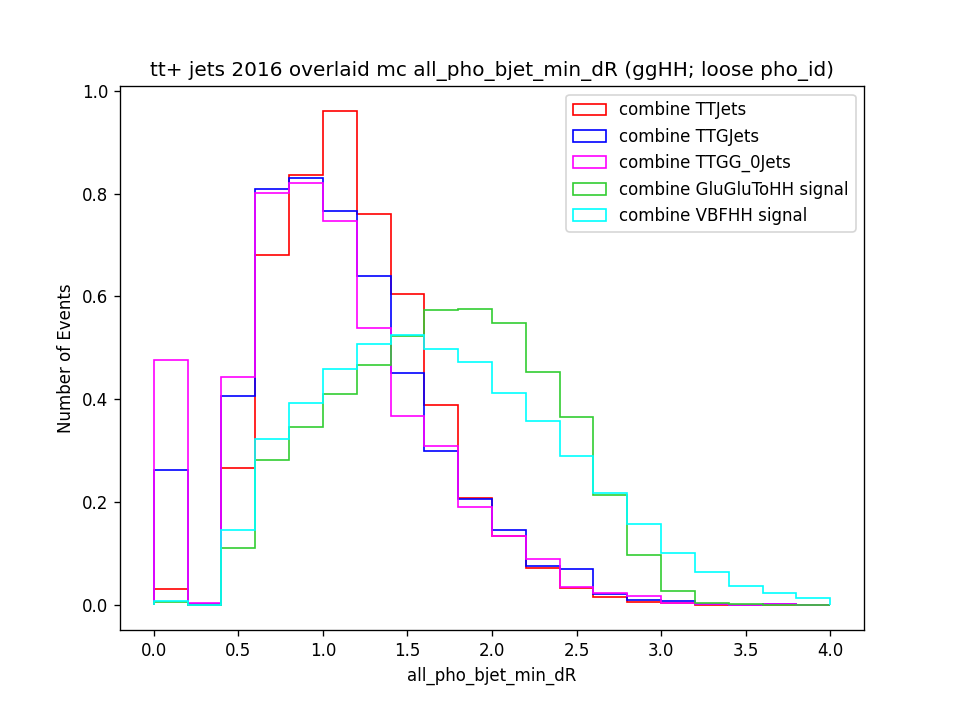 tt+ jets 2016 overlaid mc all_pho_bjet_min_dR (ggHH; loose pho_id)
combine TTJets
combine TTGJets
combine TTGG_0Jets
combine GluGluToHH signal
combine VBFHH signal
Number of Events
1.0
0.8
0.6
0.4
0.2
0.0
0.0 0.5 1.0 1.5 2.0 2.5 3.0 3.5 4.0
all_pho_bjet_min_dR